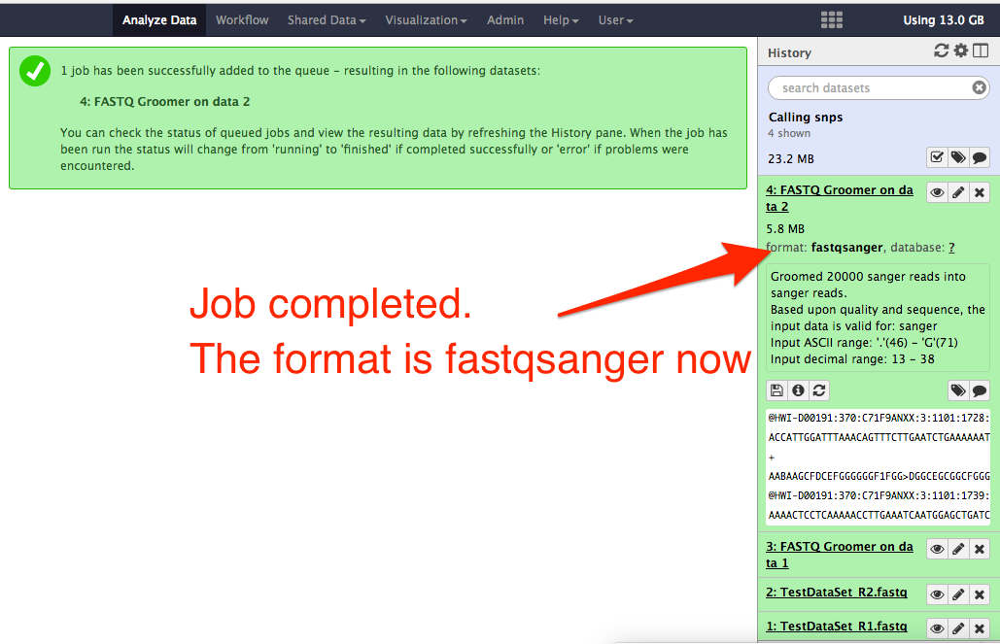 Analyze Data Workflow Shared Data Visualization Admin Help User Using 13.0 GB
1 job has been successfully added to the queue – resulting in the following datasets:
4: FASTQ Groomer on data 2
You can check the status of queued jobs and view the resulting data by refreshing the History pane. When the job has
been run the status will change from 'running' to 'finished' if completed successfully or 'error' if problems were
encountered.
Job completed.
The format is fastqsanger now
History
search datasets
Calling snps
4 shown
23.2 MB
4: FASTQ Groomer on da
ta 2
5.8 MB
format: fastqsanger, database: ?
Groomed 20000 sanger reads into
sanger reads.
Based upon quality and sequence, the
input data is valid for: sanger
Input ASCII range: '.'(46) – 'G'(71)
Input decimal range: 13 – 38
@HWI-D00191:370:C71F9ANXX:3:1101:1728:
ACCATTGGATTTAAACAGTTTCTTGAATCTGAAAAAAT
+
AABAAGCFDCEFGGGGGGF1FGG>DGGCEGCGGCFGGG
@HWI-D00191:370:C71F9ANXX:3:1101:1739:
AAAACTCCTCAAAAACCTTGAAATCAATGGAGCTGATC
3: FASTQ Groomer on da
ta 1
2: TestDataSet_R2.fastq
1: TestDataSet_R1.fastq